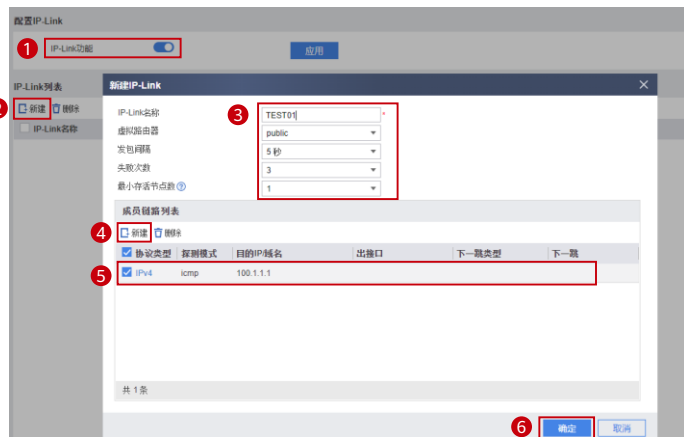 配置IP-Link
1 IP-Link功能 应用
IP-Link列表
2 新建 删除
IP-Link名称
新建IP-Link
IP-Link名称 3 TEST01 *
虚拟路由器 public
发包间隔 5 秒
失败次数 3
最小存活节点数 ? 1
成员链路列表
4 新建 删除
协议类型 探测模式 目的IP/域名 出接口 下一跳类型 下一跳
5 IPv4 icmp 100.1.1.1
共 1 条
6 确定 取消